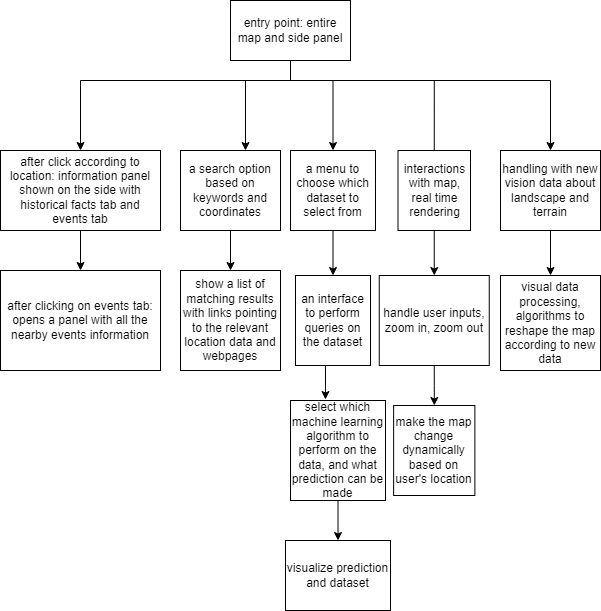 entry point: entire
map and side panel
after click according to
location: information panel
shown on the side with
historical facts tab and
events tab
a search option
based on
keywords and
coordinates
a menu to
choose which
dataset to
select from
interactions
with map,
real time
rendering
handling with new
vision data about
landscape and
terrain
after clicking on events tab:
opens a panel with all the
nearby events information
show a list of
matching results
with links pointing
to the relevant
location data and
webpages
an interface
to perform
queries on
the dataset
handle user inputs,
zoom in, zoom out
visual data
processing,
algorithms to
reshape the map
according to new
data
select which
machine learning
algorithm to
perform on the
data, and what
prediction can be
made
make the map
change
dynamically
based on
user's location
visualize prediction
and dataset